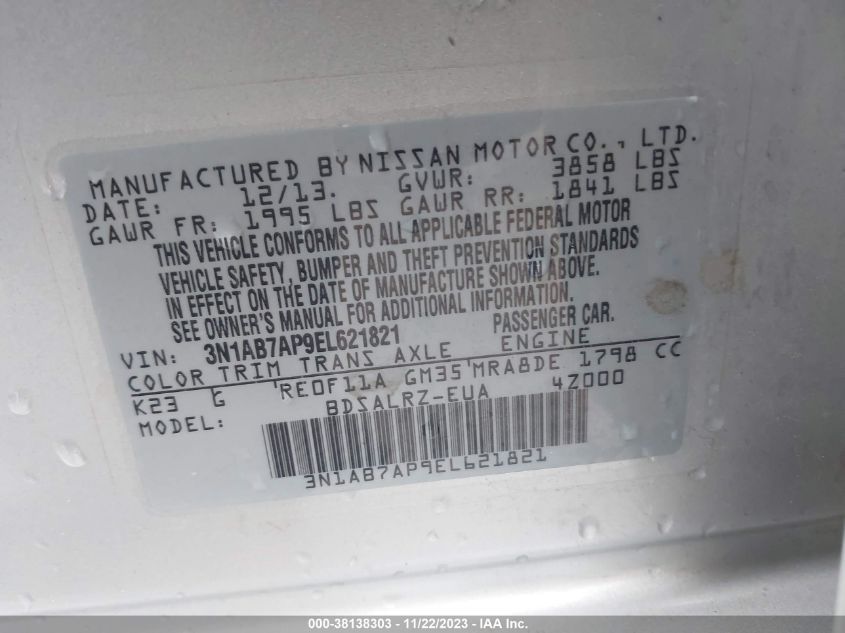 MANUFACTURED BY NISSAN MOTOR CO., LTD.
DATE: 12/13. GVWR: 3858 LBS
GAWR FR: 1995 LBS GAWR RR: 1841 LBS
THIS VEHICLE CONFORMS TO ALL APPLICABLE FEDERAL MOTOR
VEHICLE SAFETY, BUMPER AND THEFT PREVENTION STANDARDS
IN EFFECT ON THE DATE OF MANUFACTURE SHOWN ABOVE.
SEE OWNER'S MANUAL FOR ADDITIONAL INFORMATION.
VIN: 3N1AB7AP9EL621821 PASSENGER CAR.
COLOR TRIM TRANS AXLE ENGINE
K23 G RE0F11A GM35 MRA8DE 1798 CC
MODEL: BDSALRZ-EUA 4Z000
3N1AB7AP9EL621821
000-38138303 - 11/22/2023 - IAA Inc.